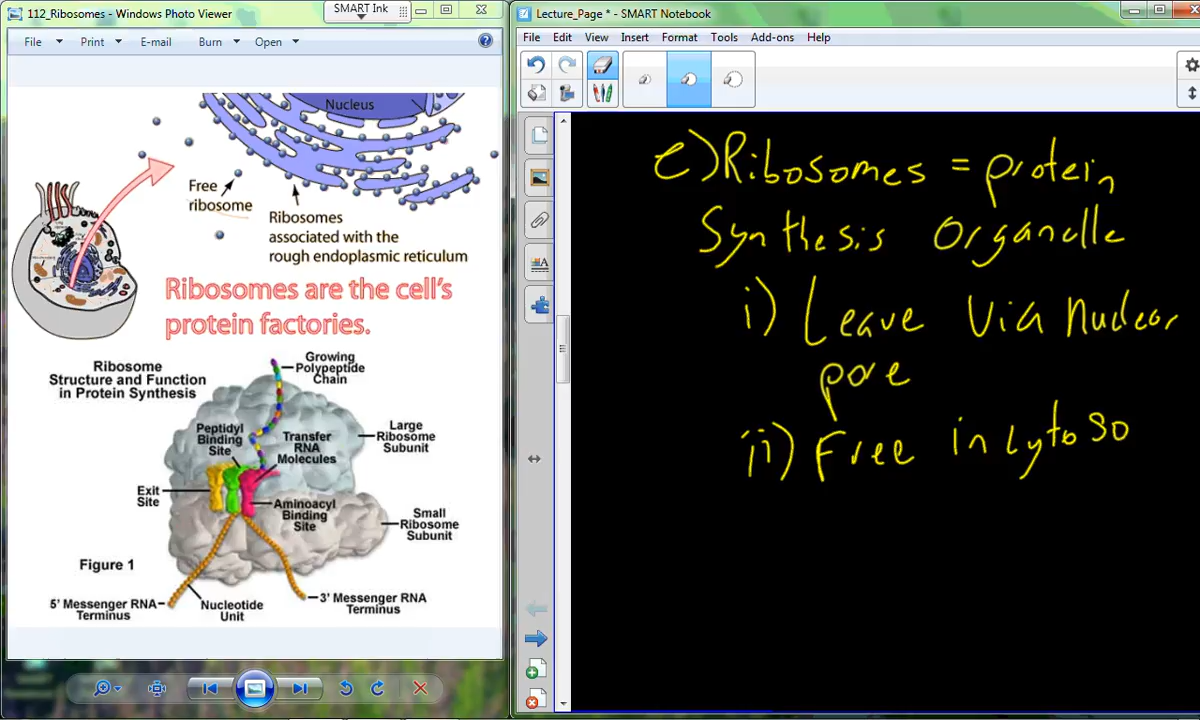 112_Ribosomes - Windows Photo Viewer
SMART Ink
File Print E-mail Burn Open
Nucleus
Free
ribosome
Ribosomes
associated with the
rough endoplasmic reticulum
Ribosomes are the cell's
protein factories.
Ribosome
Structure and Function
in Protein Synthesis
Growing
Polypeptide
Chain
Peptidyl
Binding
Site
Transfer
RNA
Molecules
Large
Ribosome
Subunit
Exit
Site
Aminoacyl
Binding
Site
Small
Ribosome
Subunit
Figure 1
5' Messenger RNA
Terminus
Nucleotide
Unit
3' Messenger RNA
Terminus
Lecture_Page * - SMART Notebook
File Edit View Insert Format Tools Add-ons Help
e) Ribosomes = protein
Synthesis Organelle
i) Leave via nuclear
pore
ii) Free in cytoso